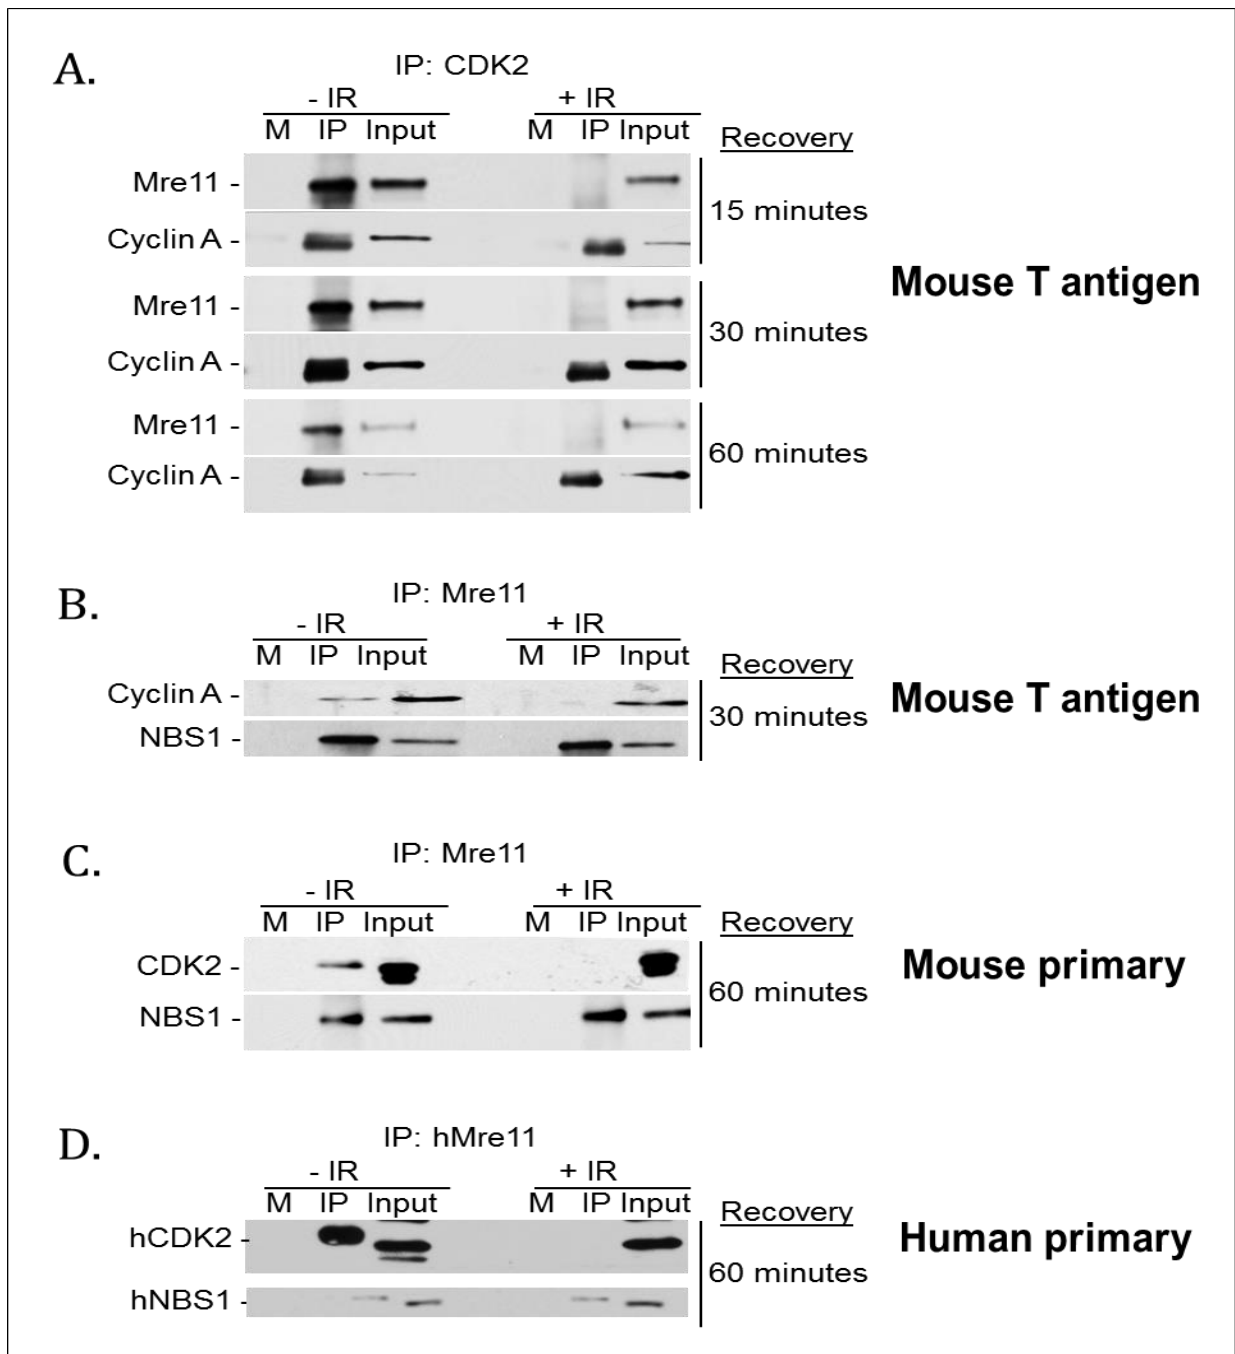 A.
IP: CDK2
- IR + IR
M IP Input M IP Input Recovery
Mre11 -
15 minutes
Cyclin A -
Mouse T antigen
Mre11 -
30 minutes
Cyclin A -
Mre11 -
60 minutes
Cyclin A -
B.
IP: Mre11
- IR + IR
M IP Input M IP Input Recovery
Cyclin A -
30 minutes Mouse T antigen
NBS1 -
C.
IP: Mre11
- IR + IR
M IP Input M IP Input Recovery
CDK2 - Mouse primary
60 minutes
NBS1 -
D.
IP: hMre11
- IR + IR
M IP Input M IP Input Recovery
hCDK2 - Human primary
60 minutes
hNBS1 -